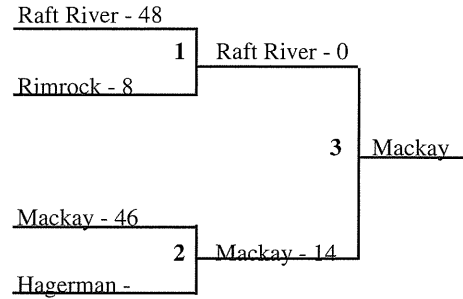 Raft River - 48
1
Raft River - 0
Rimrock - 8
3
Mackay
Mackay - 46
2
Mackay - 14
Hagerman -